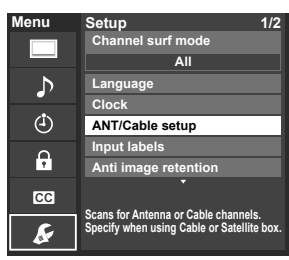 Menu
Setup 1/2
Channel surf mode
All
Language
Clock
ANT/Cable setup
Input labels
Anti image retention
CC
Scans for Antenna or Cable channels.
Specify when using Cable or Satellite box.